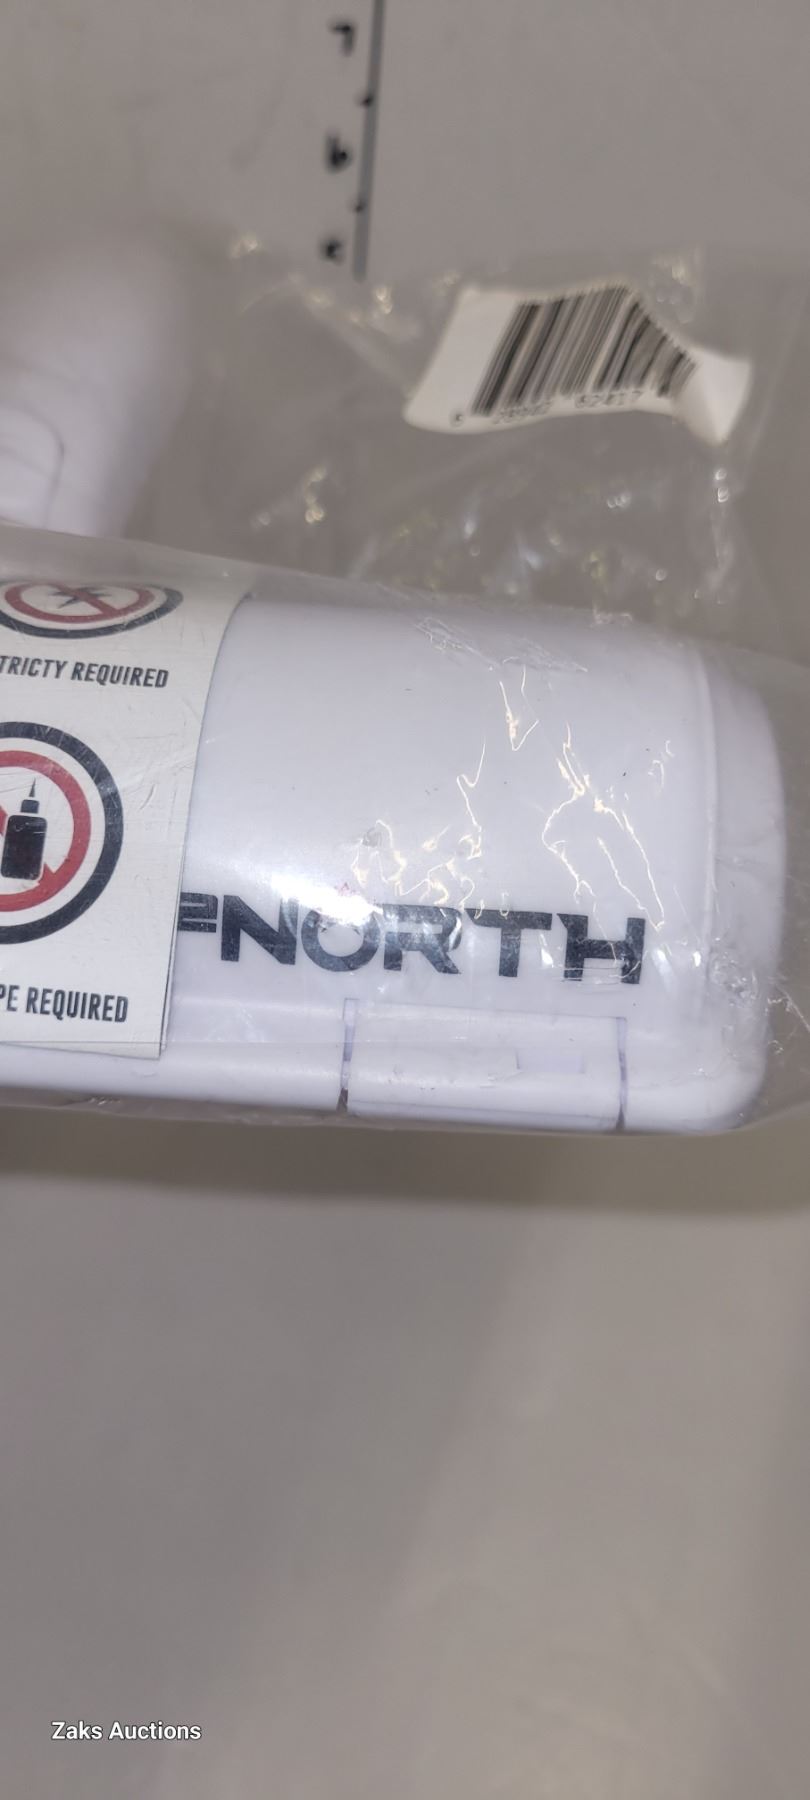 TRICTY REQUIRED
NORTH
PE REQUIRED
Zaks Auctions